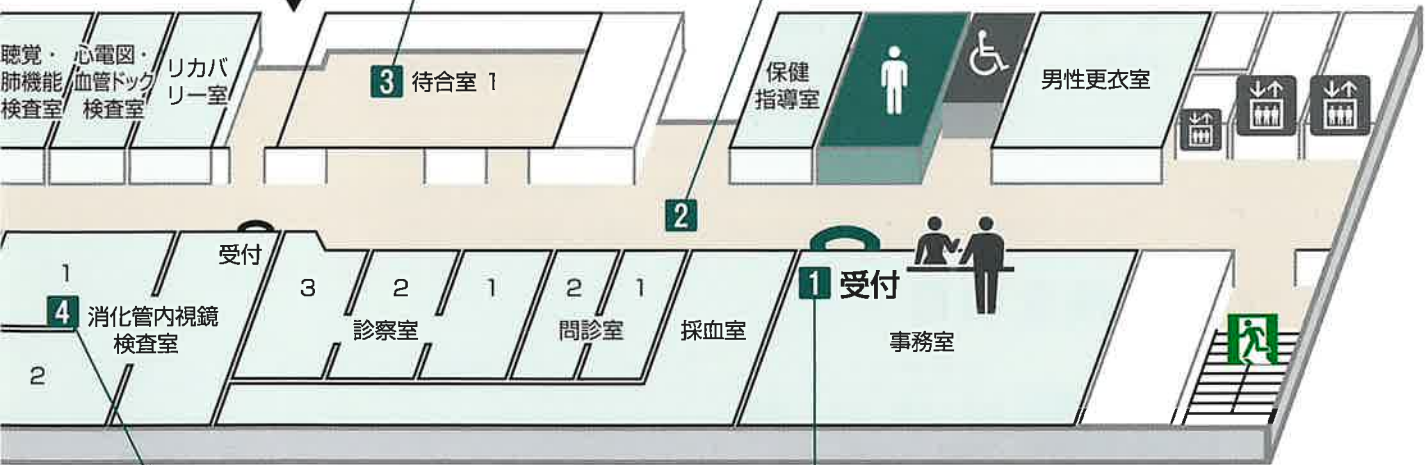 聴覚・
肺機能
検査室
心電図・
血管ドック
検査室
リカバ
リー室
3 待合室 1
保健
指導室
男性更衣室
2
受付
1
4 消化管内視鏡
検査室
2
3
2
1
診察室
2
1
問診室
採血室
1 受付
事務室